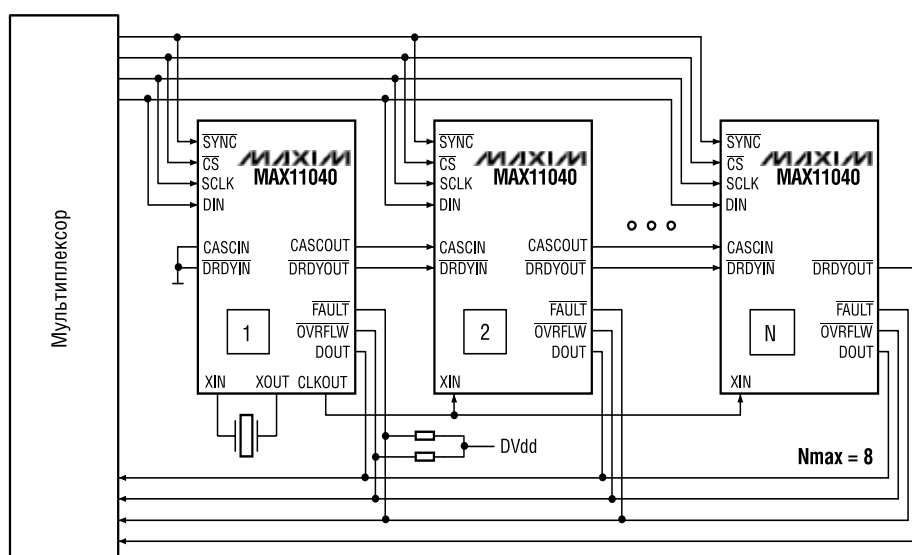 Мультиплексор
SYNC
CS
SCLK
DIN
MAXIM
MAX11040
CASCIN
DRDYIN
CASCOUT
DRDYOUT
FAULT
OVRFLW
DOUT
1
XIN
XOUT
CLKOUT
SYNC
CS
SCLK
DIN
MAXIM
MAX11040
CASCIN
DRDYIN
CASCOUT
DRDYOUT
FAULT
OVRFLW
DOUT
2
XIN
SYNC
CS
SCLK
DIN
MAXIM
MAX11040
CASCIN
DRDYIN
DRDYOUT
FAULT
OVRFLW
DOUT
N
XIN
DVdd
Nmax = 8